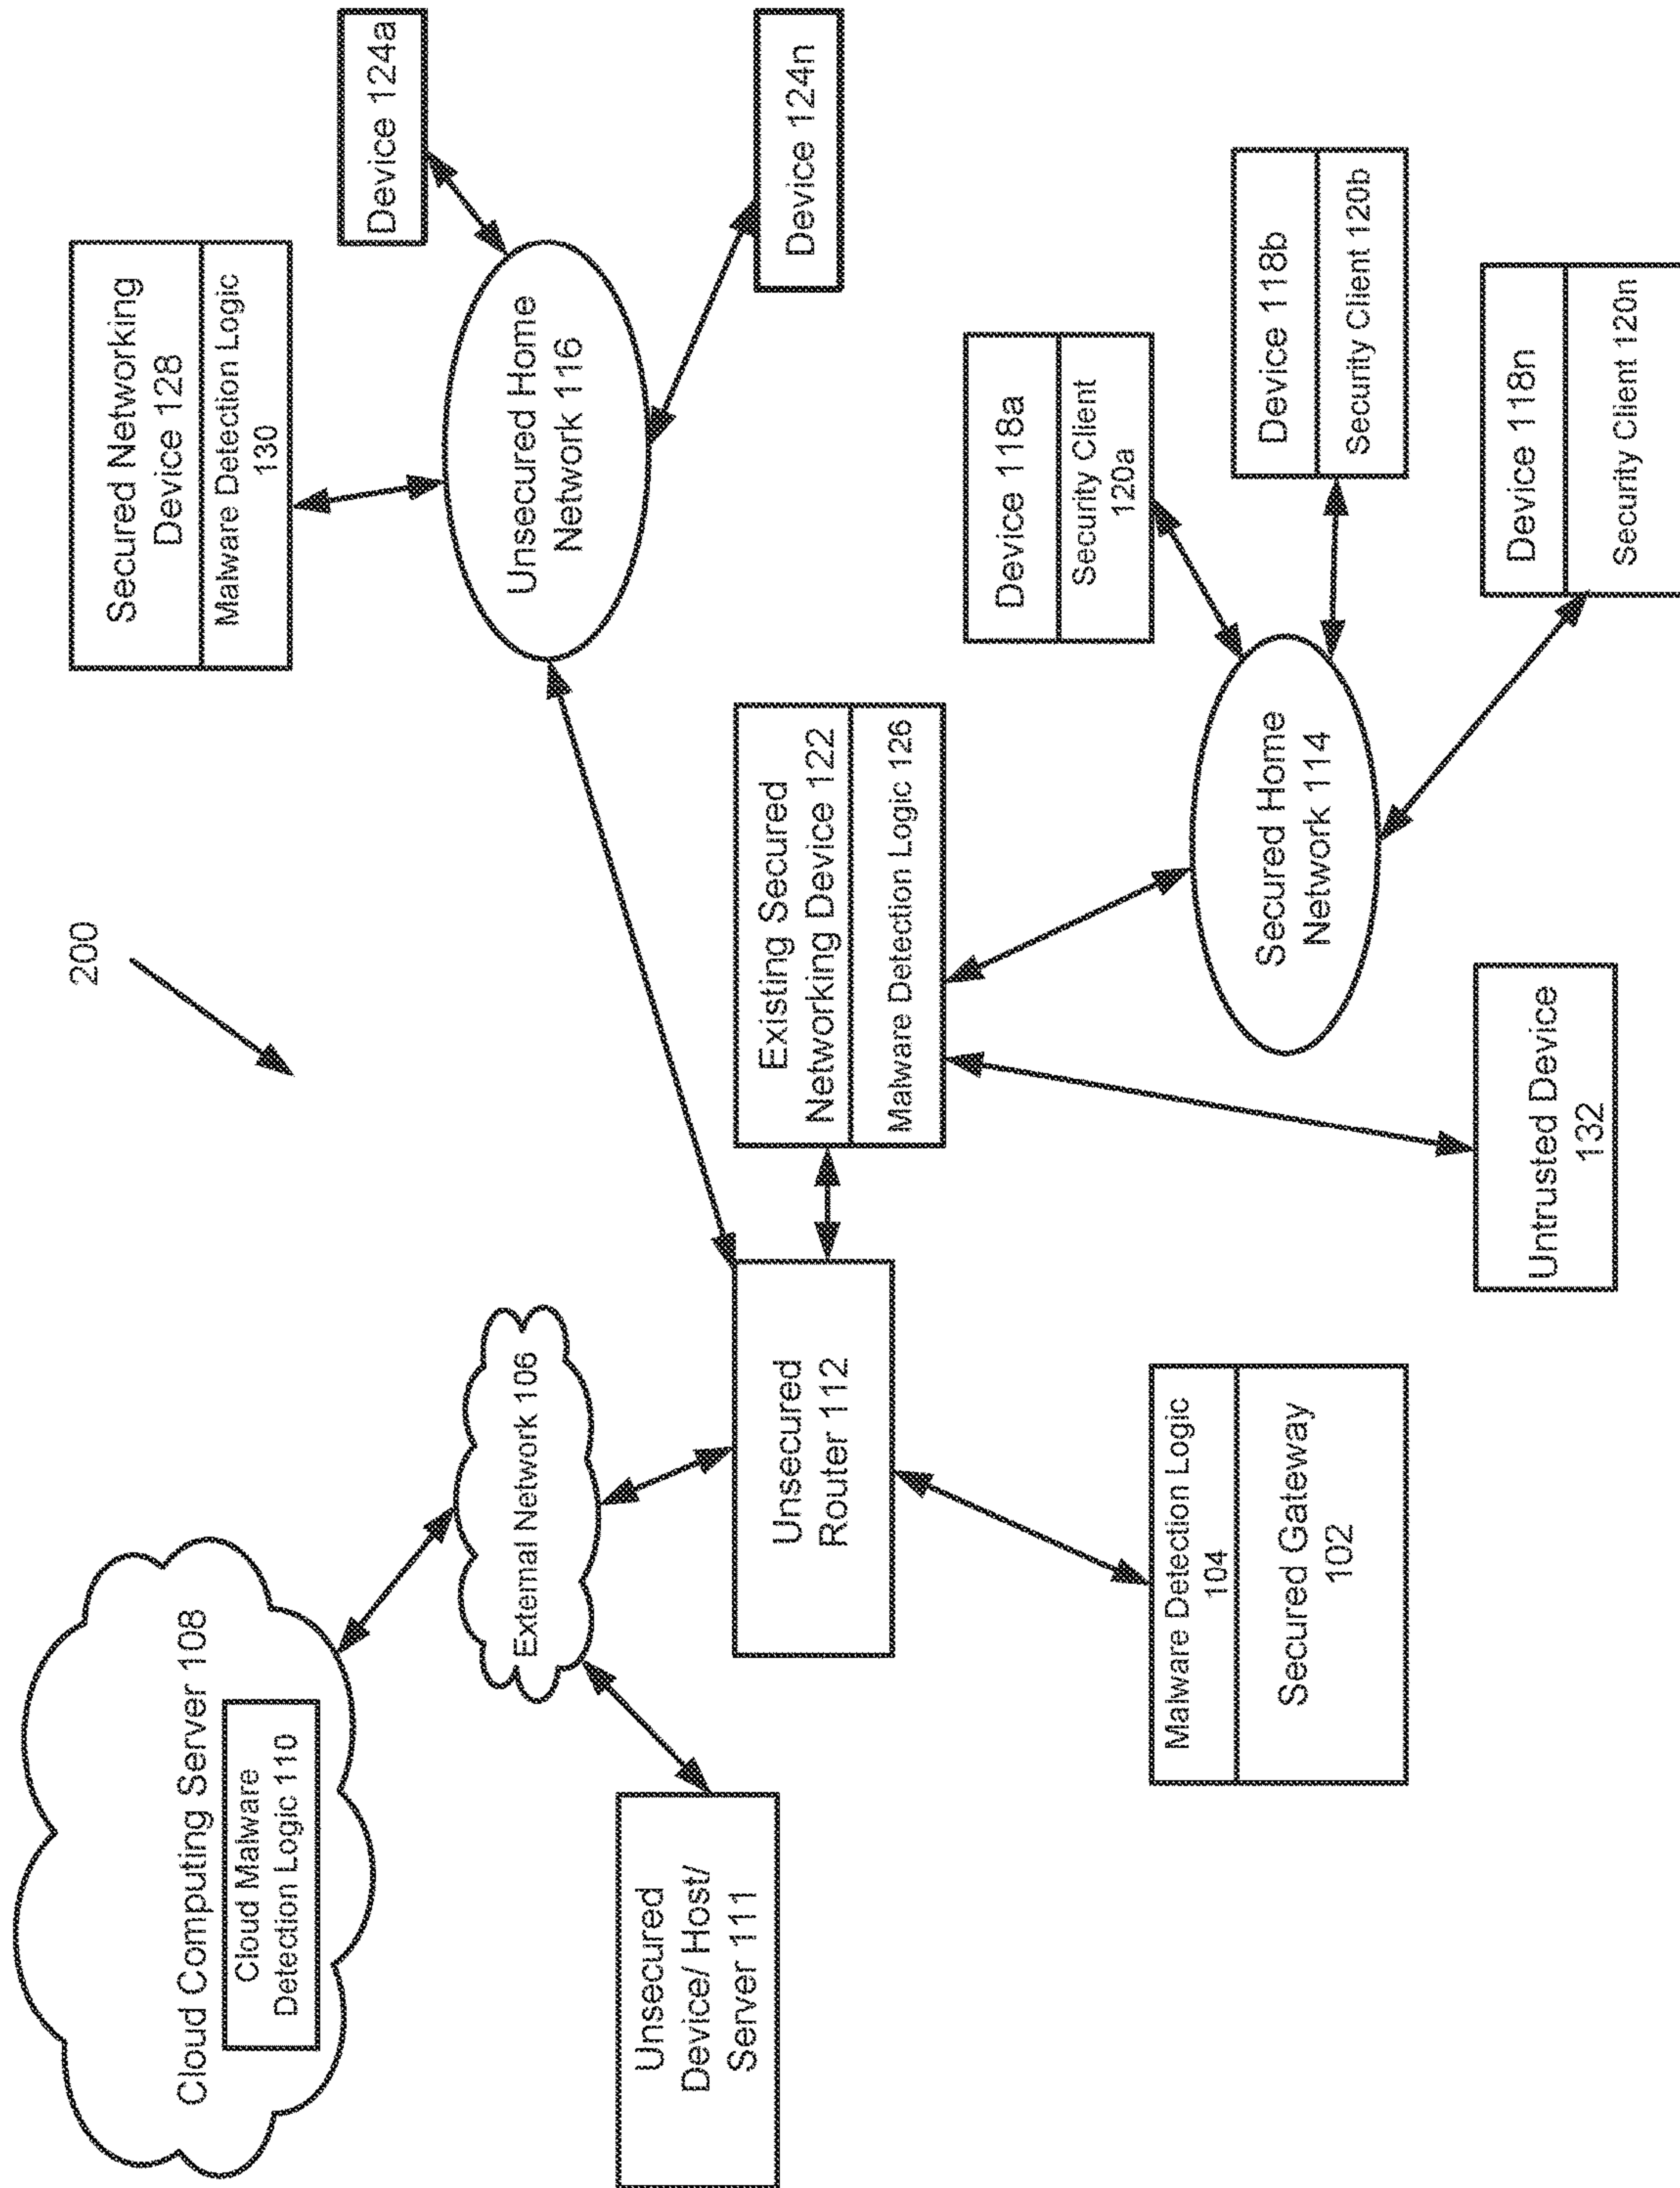 200
Cloud Computing Server 108
Cloud Malware
Detection Logic 110
External Network 106
Unsecured
Device/ Host/
Server 111
Unsecured
Router 112
Malware Detection Logic
104
Secured Gateway
102
Existing Secured
Networking Device 122
Malware Detection Logic 126
Untrusted Device
132
Secured Networking
Device 128
Malware Detection Logic
130
Unsecured Home
Network 116
Device 124a
Device 124n
Secured Home
Network 114
Device 118a
Security Client
120a
Device 118b
Security Client 120b
Device 118n
Security Client 120n